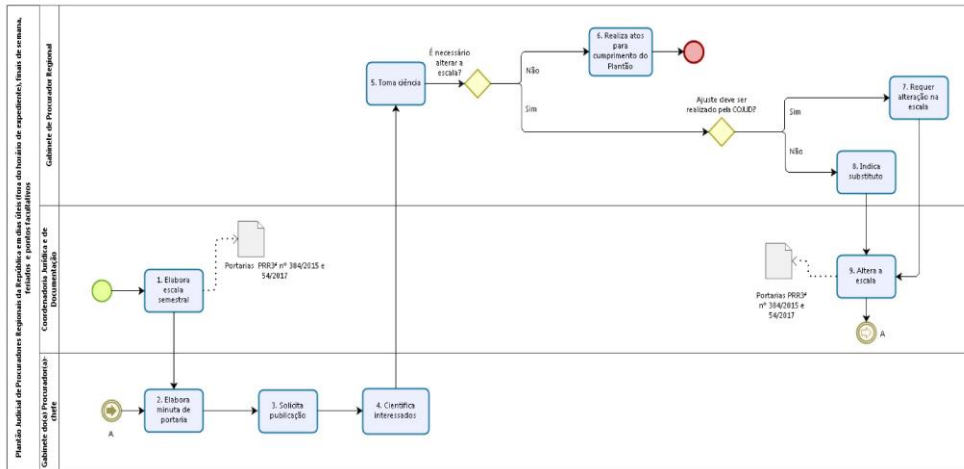 Plantão Judicial de Procuradores Regionais da República em dias úteis (fora do horário de expediente), finais de semana,
feriados e pontos facultativos
Gabinete de Procurador Regional
5. Toma ciência
É necessário
alterar a
escala?
Não
Sim
6. Realiza atos
para
cumprimento do
Plantão
Ajuste deve ser
realizado pela COJUD?
Sim
Não
7. Requer
alteração na
escala
8. Indica
substituto
Coordenadoria Jurídica e de
Documentação
1. Elabora
escala
semestral
Portarias PRR3ª nº 384/2015 e
54/2017
Portarias PRR3ª
nº 384/2015 e
54/2017
9. Altera a
escala
A
Gabinete do(a) Procurador(a)-
chefe
A
2. Elabora
minuta de
portaria
3. Solicita
publicação
4. Cientifica
interessados